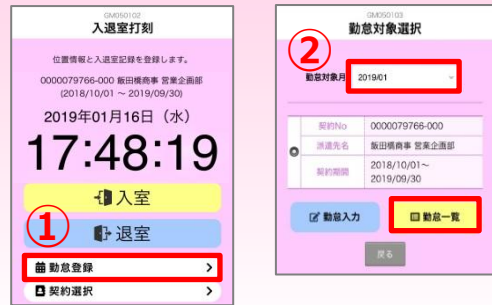 GM050102
入退室打刻
位置情報と入退室記録を登録します。
0000079766-000 飯田橋商事 営業企画部
(2018/10/01 ~ 2019/09/30)
2019年01月16日（水）
17:48:19
入室
①
退室
勤怠登録 >
契約選択 >
GM050103
勤怠対象選択
②
勤怠対象月 2019/01
契約No 0000079766-000
派遣先名 飯田橋商事 営業企画部
契約期間 2018/10/01~
2019/09/30
勤怠入力 勤怠一覧
戻る